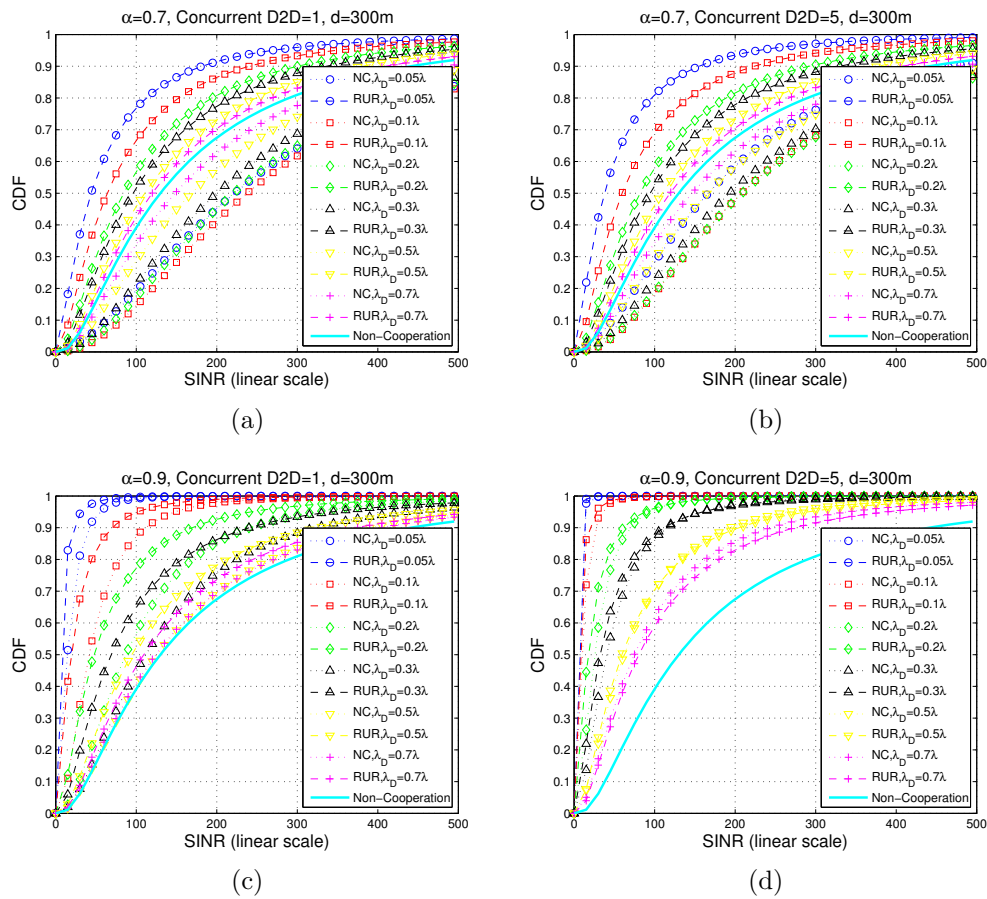 α=0.7, Concurrent D2D=1, d=300m
CDF
1
0.9
0.8
0.7
0.6
0.5
0.4
0.3
0.2
0.1
0
0 100 200 300 400 500
SINR (linear scale)
NC,λD=0.05λ
RUR,λD=0.05λ
NC,λD=0.1λ
RUR,λD=0.1λ
NC,λD=0.2λ
RUR,λD=0.2λ
NC,λD=0.3λ
RUR,λD=0.3λ
NC,λD=0.5λ
RUR,λD=0.5λ
NC,λD=0.7λ
RUR,λD=0.7λ
Non−Cooperation
(a)
α=0.7, Concurrent D2D=5, d=300m
CDF
1
0.9
0.8
0.7
0.6
0.5
0.4
0.3
0.2
0.1
0
0 100 200 300 400 500
SINR (linear scale)
NC,λD=0.05λ
RUR,λD=0.05λ
NC,λD=0.1λ
RUR,λD=0.1λ
NC,λD=0.2λ
RUR,λD=0.2λ
NC,λD=0.3λ
RUR,λD=0.3λ
NC,λD=0.5λ
RUR,λD=0.5λ
NC,λD=0.7λ
RUR,λD=0.7λ
Non−Cooperation
(b)
α=0.9, Concurrent D2D=1, d=300m
CDF
1
0.9
0.8
0.7
0.6
0.5
0.4
0.3
0.2
0.1
0
0 100 200 300 400 500
SINR (linear scale)
NC,λD=0.05λ
RUR,λD=0.05λ
NC,λD=0.1λ
RUR,λD=0.1λ
NC,λD=0.2λ
RUR,λD=0.2λ
NC,λD=0.3λ
RUR,λD=0.3λ
NC,λD=0.5λ
RUR,λD=0.5λ
NC,λD=0.7λ
RUR,λD=0.7λ
Non−Cooperation
(c)
α=0.9, Concurrent D2D=5, d=300m
CDF
1
0.9
0.8
0.7
0.6
0.5
0.4
0.3
0.2
0.1
0
0 100 200 300 400 500
SINR (linear scale)
NC,λD=0.05λ
RUR,λD=0.05λ
NC,λD=0.1λ
RUR,λD=0.1λ
NC,λD=0.2λ
RUR,λD=0.2λ
NC,λD=0.3λ
RUR,λD=0.3λ
NC,λD=0.5λ
RUR,λD=0.5λ
NC,λD=0.7λ
RUR,λD=0.7λ
Non−Cooperation
(d)